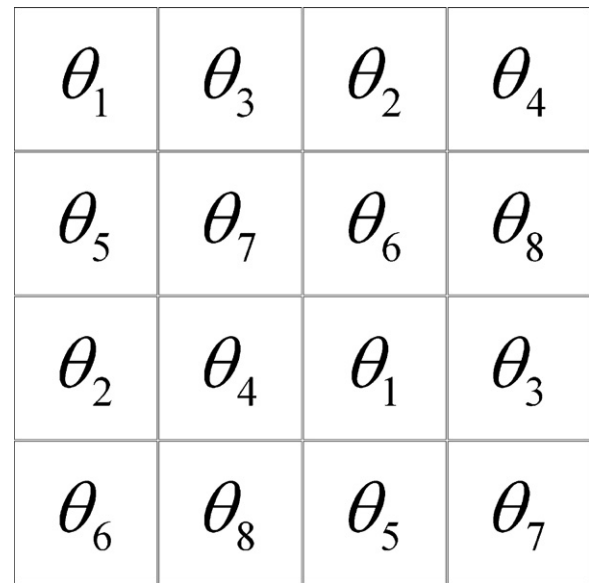 θ₁ θ₃ θ₂ θ₄
θ₅ θ₇ θ₆ θ₈
θ₂ θ₄ θ₁ θ₃
θ₆ θ₈ θ₅ θ₇